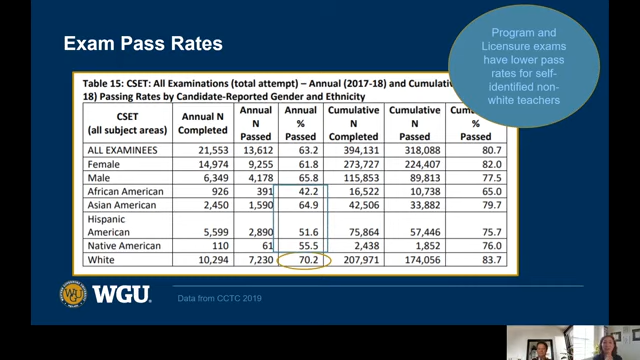 Exam Pass Rates
Program and
Licensure exams
have lower pass
rates for self-
identified non-
white teachers
Table 15: CSET: All Examinations (total attempt) – Annual (2017-18) and Cumulative
18) Passing Rates by Candidate-Reported Gender and Ethnicity
CSET (all subject areas) Annual N Completed Annual N Passed Annual % Passed Cumulative N Completed Cumulative N Passed % Passed
ALL EXAMINEES 21,553 13,612 63.2 394,131 318,088 80.7
Female 14,974 9,255 61.8 273,727 224,407 82.0
Male 6,349 4,178 65.8 115,853 89,813 77.5
African American 926 391 42.2 16,522 10,738 65.0
Asian American 2,450 1,590 64.9 42,506 33,882 79.7
Hispanic
American 5,599 2,890 51.6 75,864 57,446 75.7
Native American 110 61 55.5 2,438 1,852 76.0
White 10,294 7,230 70.2 207,971 174,056 83.7
WGU
Data from CCTC 2019